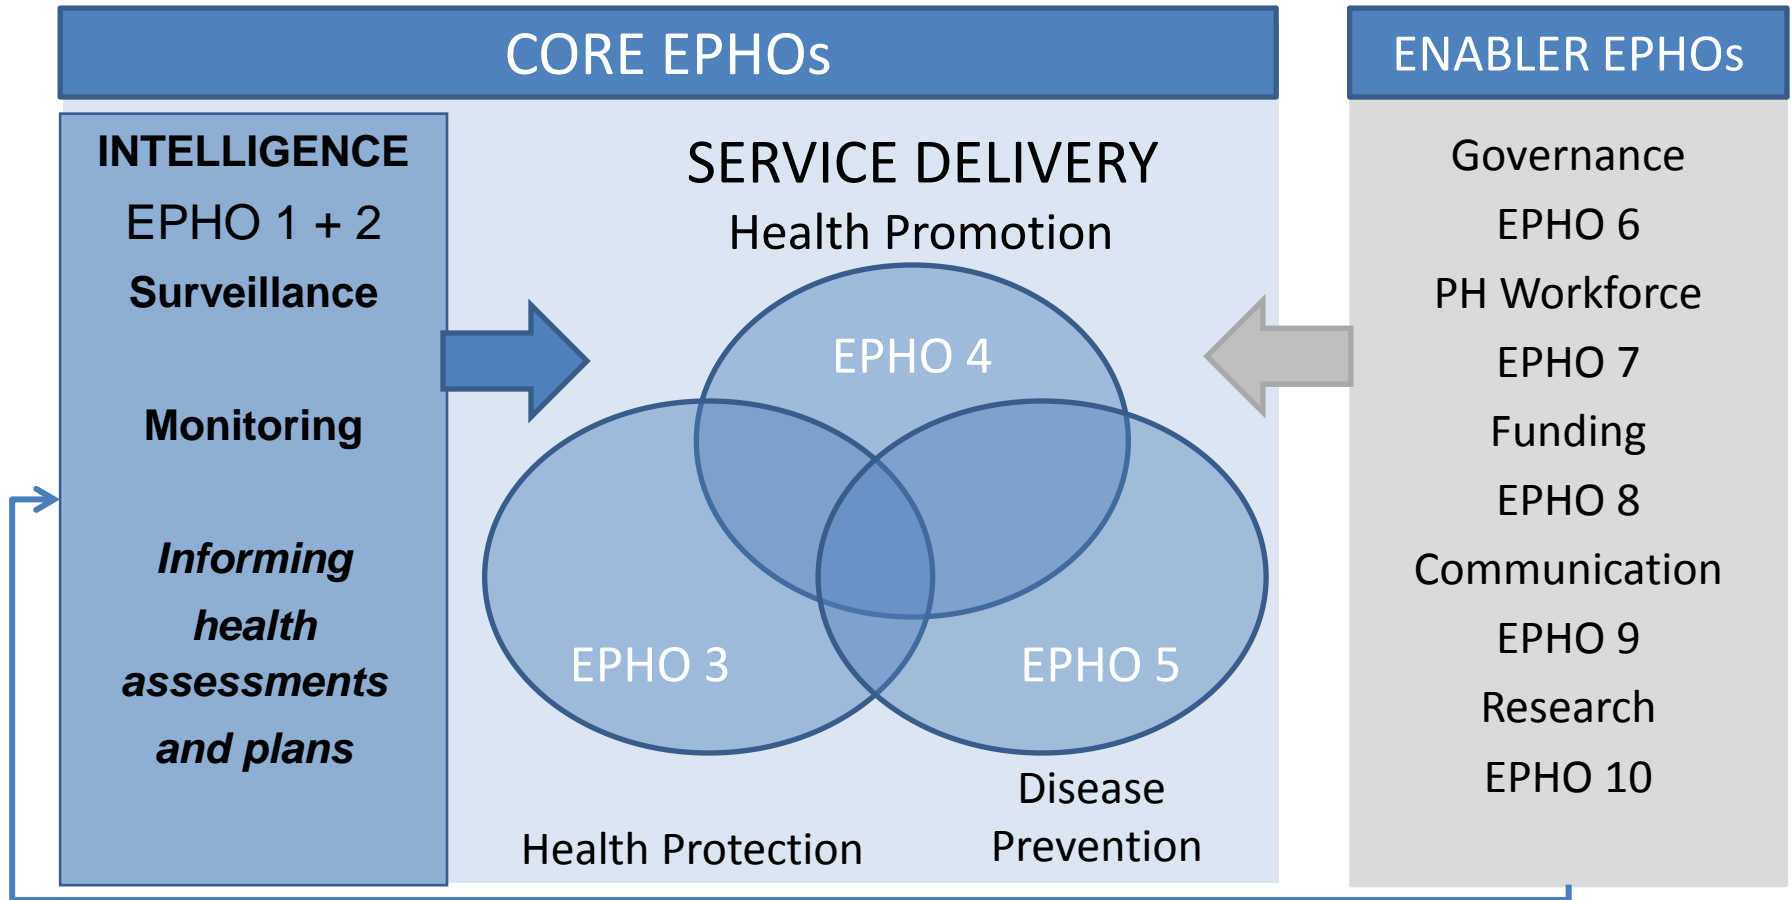 CORE EPHOs
ENABLER EPHOs
INTELLIGENCE
EPHO 1 + 2
Surveillance
Monitoring
Informing
health
assessments
and plans
SERVICE DELIVERY
Health Promotion
EPHO 4
EPHO 3
EPHO 5
Health Protection
Disease
Prevention
Governance
EPHO 6
PH Workforce
EPHO 7
Funding
EPHO 8
Communication
EPHO 9
Research
EPHO 10